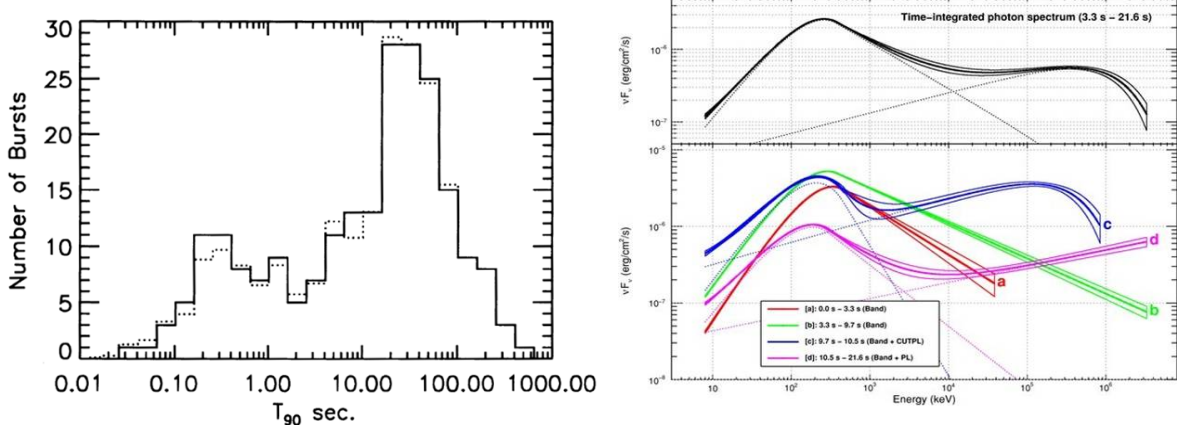 30
25
20
15
10
5
0
Number of Bursts
0.01 0.10 1.00 10.00 100.00 1000.00
T90 sec.
Time-integrated photon spectrum (3.3 s - 21.6 s)
νFν (erg/cm²/s)
10⁻⁶
10⁻⁷
10⁻⁵
10⁻⁶
10⁻⁷
10⁻⁸
νFν (erg/cm²/s)
c
d
a
b
[a]: 0.0 s - 3.3 s (Band)
[b]: 3.3 s - 9.7 s (Band)
[c]: 9.7 s - 10.5 s (Band + CUTPL)
[d]: 10.5 s - 21.6 s (Band + PL)
10 10² 10³ 10⁴ 10⁵ 10⁶
Energy (keV)